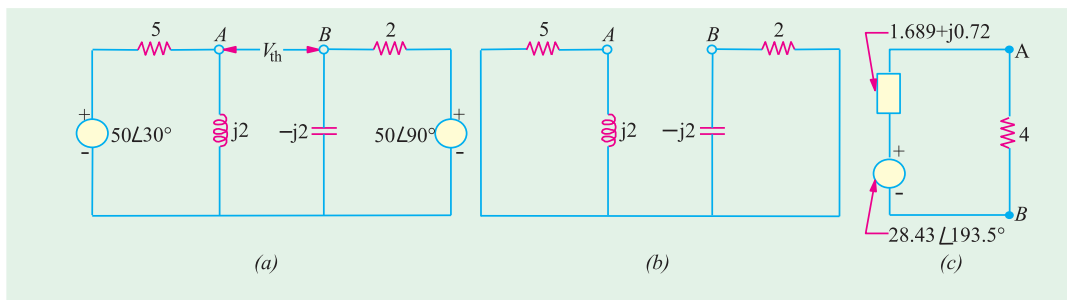 5
A
Vth
B
2
+
50∠30°
-
j2
−j2
50∠90°
+
-
(a)
5
A
B
2
j2
−j2
(b)
1.689+j0.72
A
4
+
-
B
28.43∠193.5°
(c)